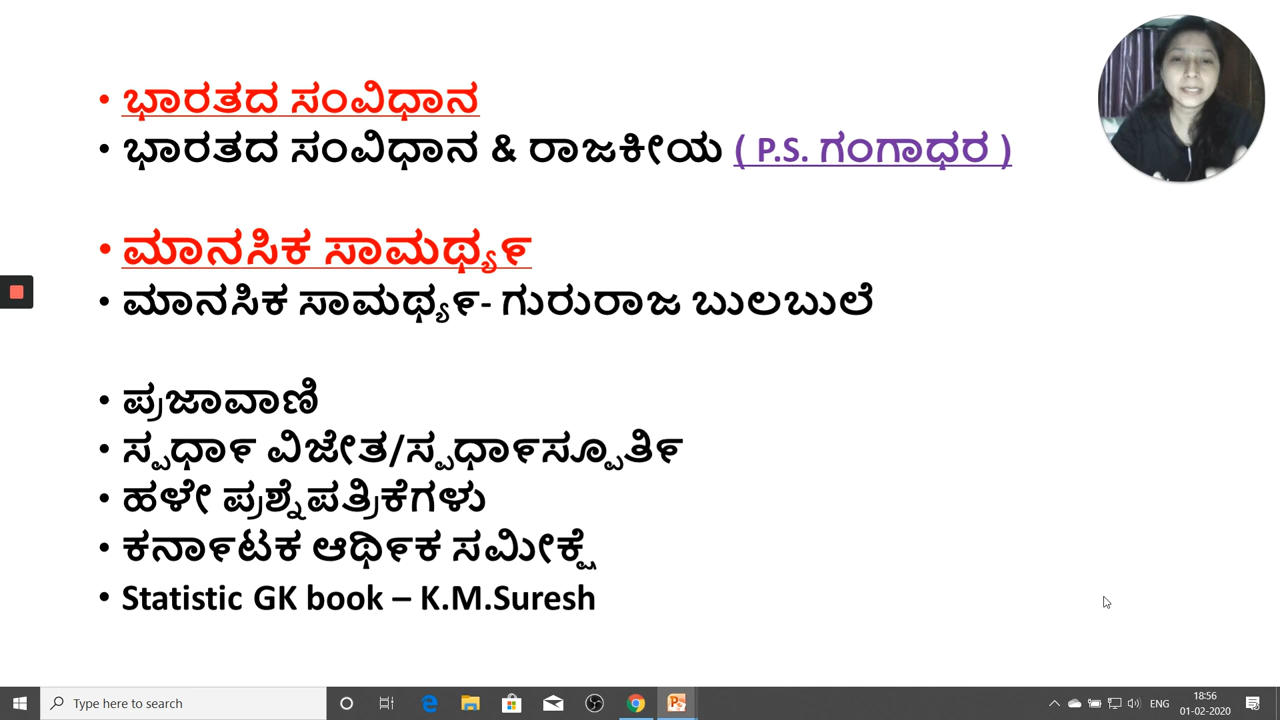 • ಭಾರತದ ಸಂವಿಧಾನ
• ಭಾರತದ ಸಂವಿಧಾನ & ರಾಜಕೀಯ ( P.S. ಗಂಗಾಧರ )
• ಮಾನಸಿಕ ಸಾಮರ್ಥ್ಯ
• ಮಾನಸಿಕ ಸಾಮರ್ಥ್ಯ- ಗುರುರಾಜ ಬುಲಬುಲೆ
• ಪ್ರಜಾವಾಣಿ
• ಸ್ಪರ್ಧಾ ವಿಜೇತ/ಸ್ಪರ್ಧಾಸ್ಪೂರ್ತಿ
• ಹಳೇ ಪ್ರಶ್ನೆಪತ್ರಿಕೆಗಳು
• ಕರ್ನಾಟಕ ಆರ್ಥಿಕ ಸಮೀಕ್ಷೆ
• Statistic GK book – K.M.Suresh
Type here to search
ENG
18:56
01-02-2020